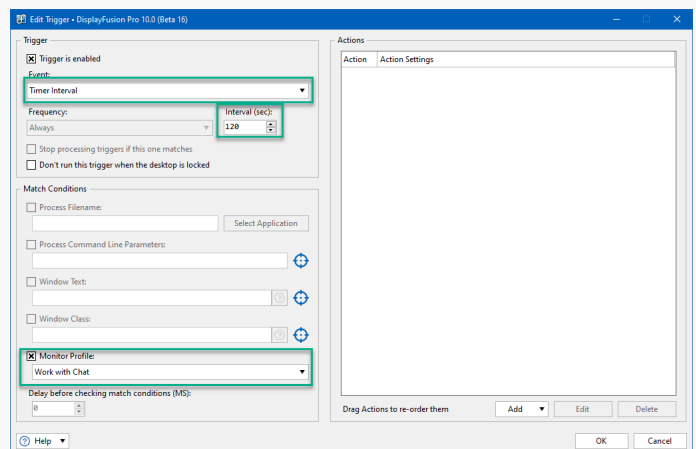 Edit Trigger • DisplayFusion Pro 10.0 (Beta 16)
Trigger
Trigger is enabled
Event:
Timer Interval
Frequency:
Interval (sec):
Always
120
Stop processing triggers if this one matches
Don't run this trigger when the desktop is locked
Match Conditions
Process Filename:
Select Application
Process Command Line Parameters:
Window Text:
Window Class:
Monitor Profile:
Work with Chat
Delay before checking match conditions (MS):
0
Help
Actions
Action Action Settings
Drag Actions to re-order them
Add
Edit
Delete
OK
Cancel